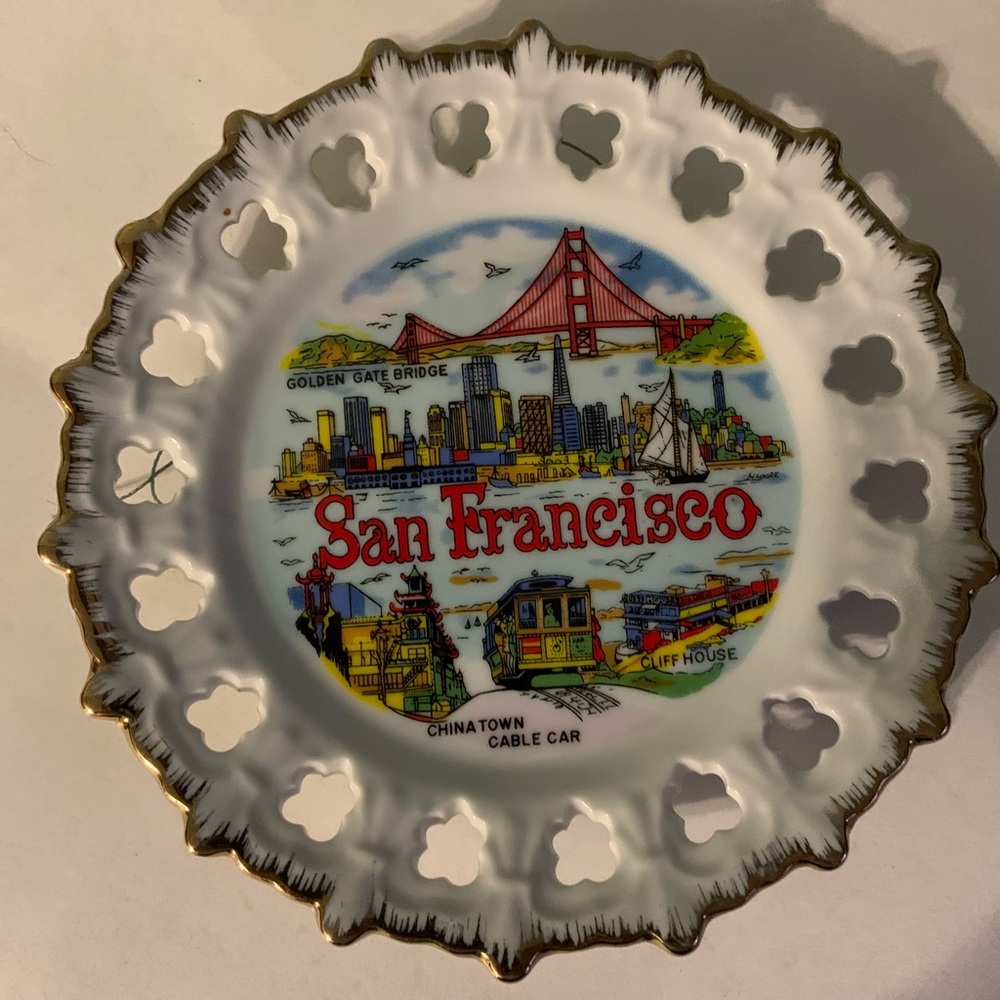 GOLDEN GATE BRIDGE
San Francisco
CLIFF HOUSE
CHINATOWN
CABLE CAR